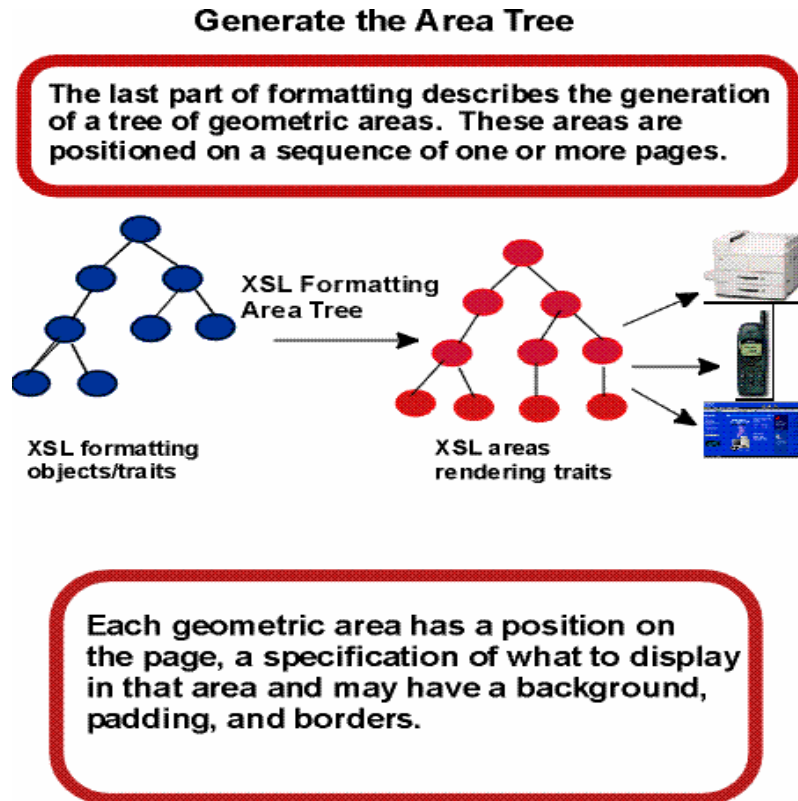 Generate the Area Tree
The last part of formatting describes the generation
of a tree of geometric areas.  These areas are
positioned on a sequence of one or more pages.
XSL Formatting
Area Tree
XSL formatting
objects/traits
XSL areas
rendering traits
Each geometric area has a position on
the page, a specification of what to display
in that area and may have a background,
padding, and borders.